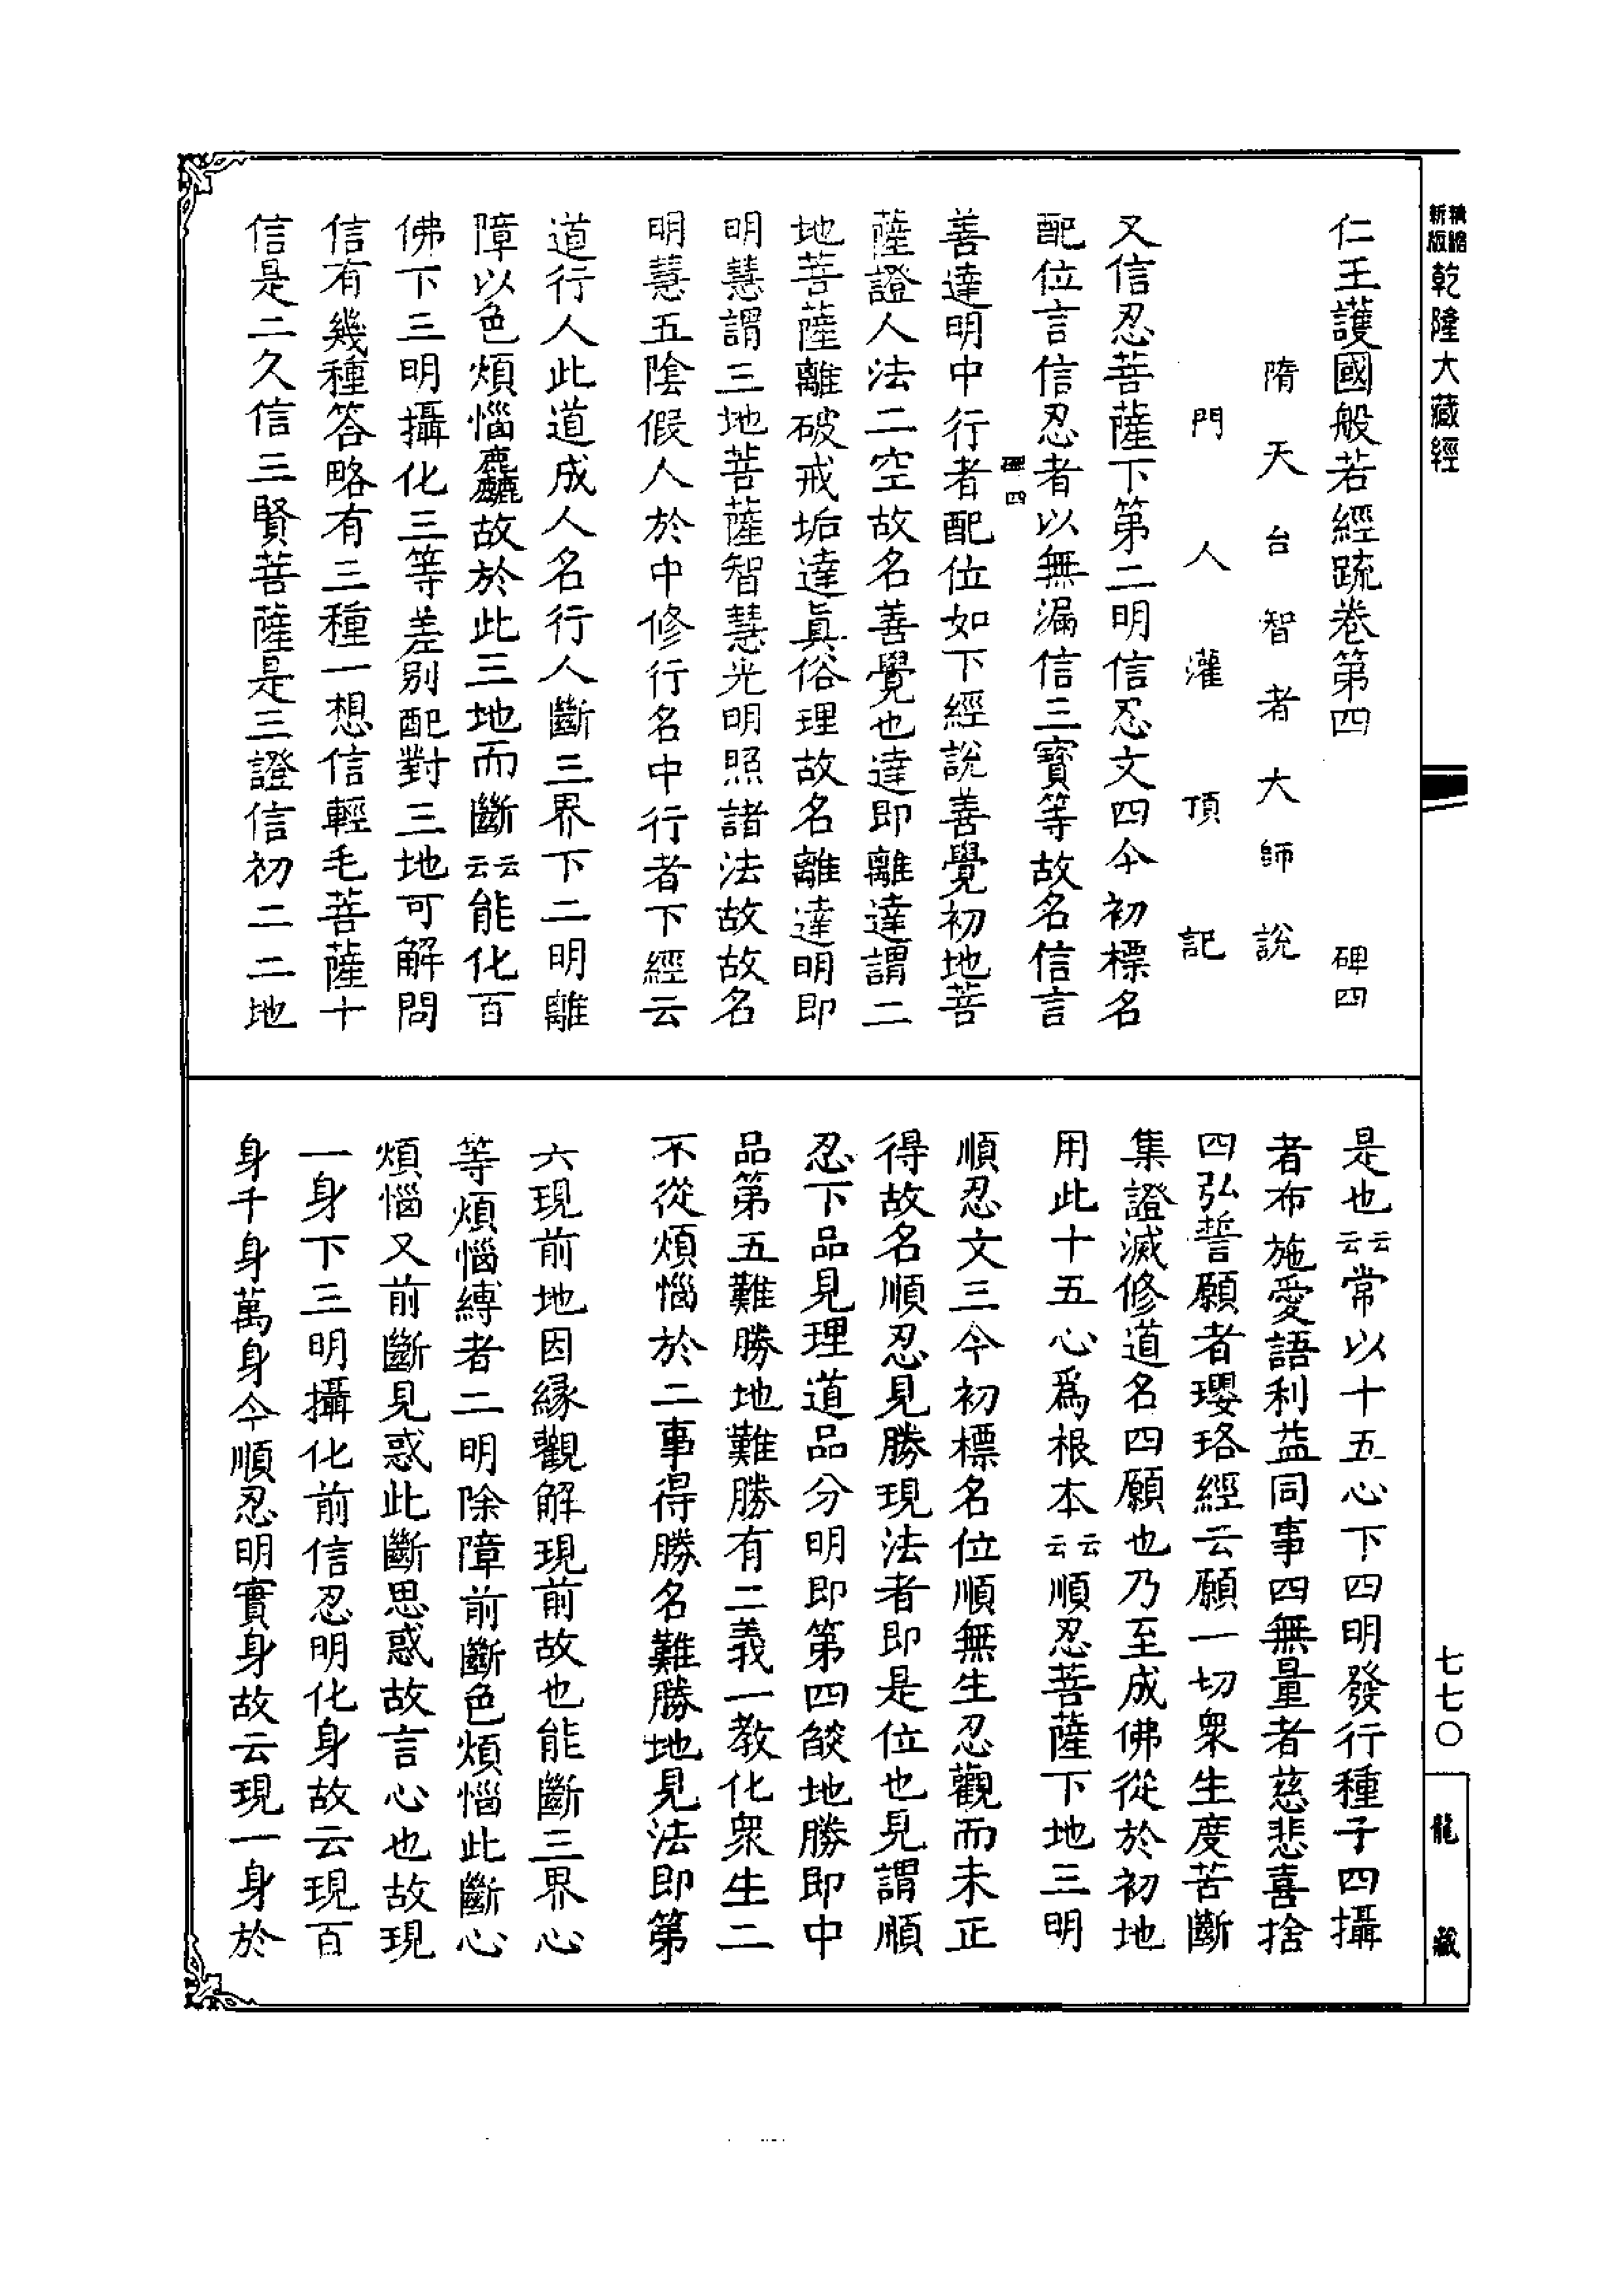 精繕新版乾隆大藏經
仁王護國般若經疏卷第四 碑四
隋天台智者大師說
門人灌頂記
又信忍菩薩下第二明信忍文四今初標名
配位言信忍者以無漏信三寶等故名信言
碑四
善達明中行者配位如下經說善覺初地菩
薩證人法二空故名善覺也達即離達謂二
地菩薩離破戒垢達眞俗理故名離達明即
明慧謂三地菩薩智慧光明照諸法故故名
明慧五陰假人於中修行名中行者下經云
道行人此道成人名行人斷三界下二明離
障以色煩惱麤故於此三地而斷云云能化百
佛下三明攝化三等差別配對三地可解問
信有幾種答略有三種一想信輕毛菩薩十
信是二久信三賢菩薩是三證信初二二地
是也云云常以十五心下四明發行種子四攝
者布施愛語利益同事四無量者慈悲喜捨
四弘誓願者瓔珞經云願一切衆生度苦斷
集證滅修道名四願也乃至成佛從於初地
用此十五心爲根本云云順忍菩薩下地三明
順忍文三今初標名位順無生忍觀而未正
得故名順忍見勝現法者即是位也見謂順
忍下品見理道品分明即第四燄地勝即中
品第五難勝地難勝有二義一教化衆生二
不從煩惱於二事得勝名難勝地見法即第
六現前地因緣觀解現前故也能斷三界心
等煩惱縛者二明除障前斷色煩惱此斷心
煩惱又前斷見惑此斷思惑故言心也故現
一身下三明攝化前信忍明化身故云現百
身千身萬身今順忍明實身故云現一身於
七七〇
龍藏